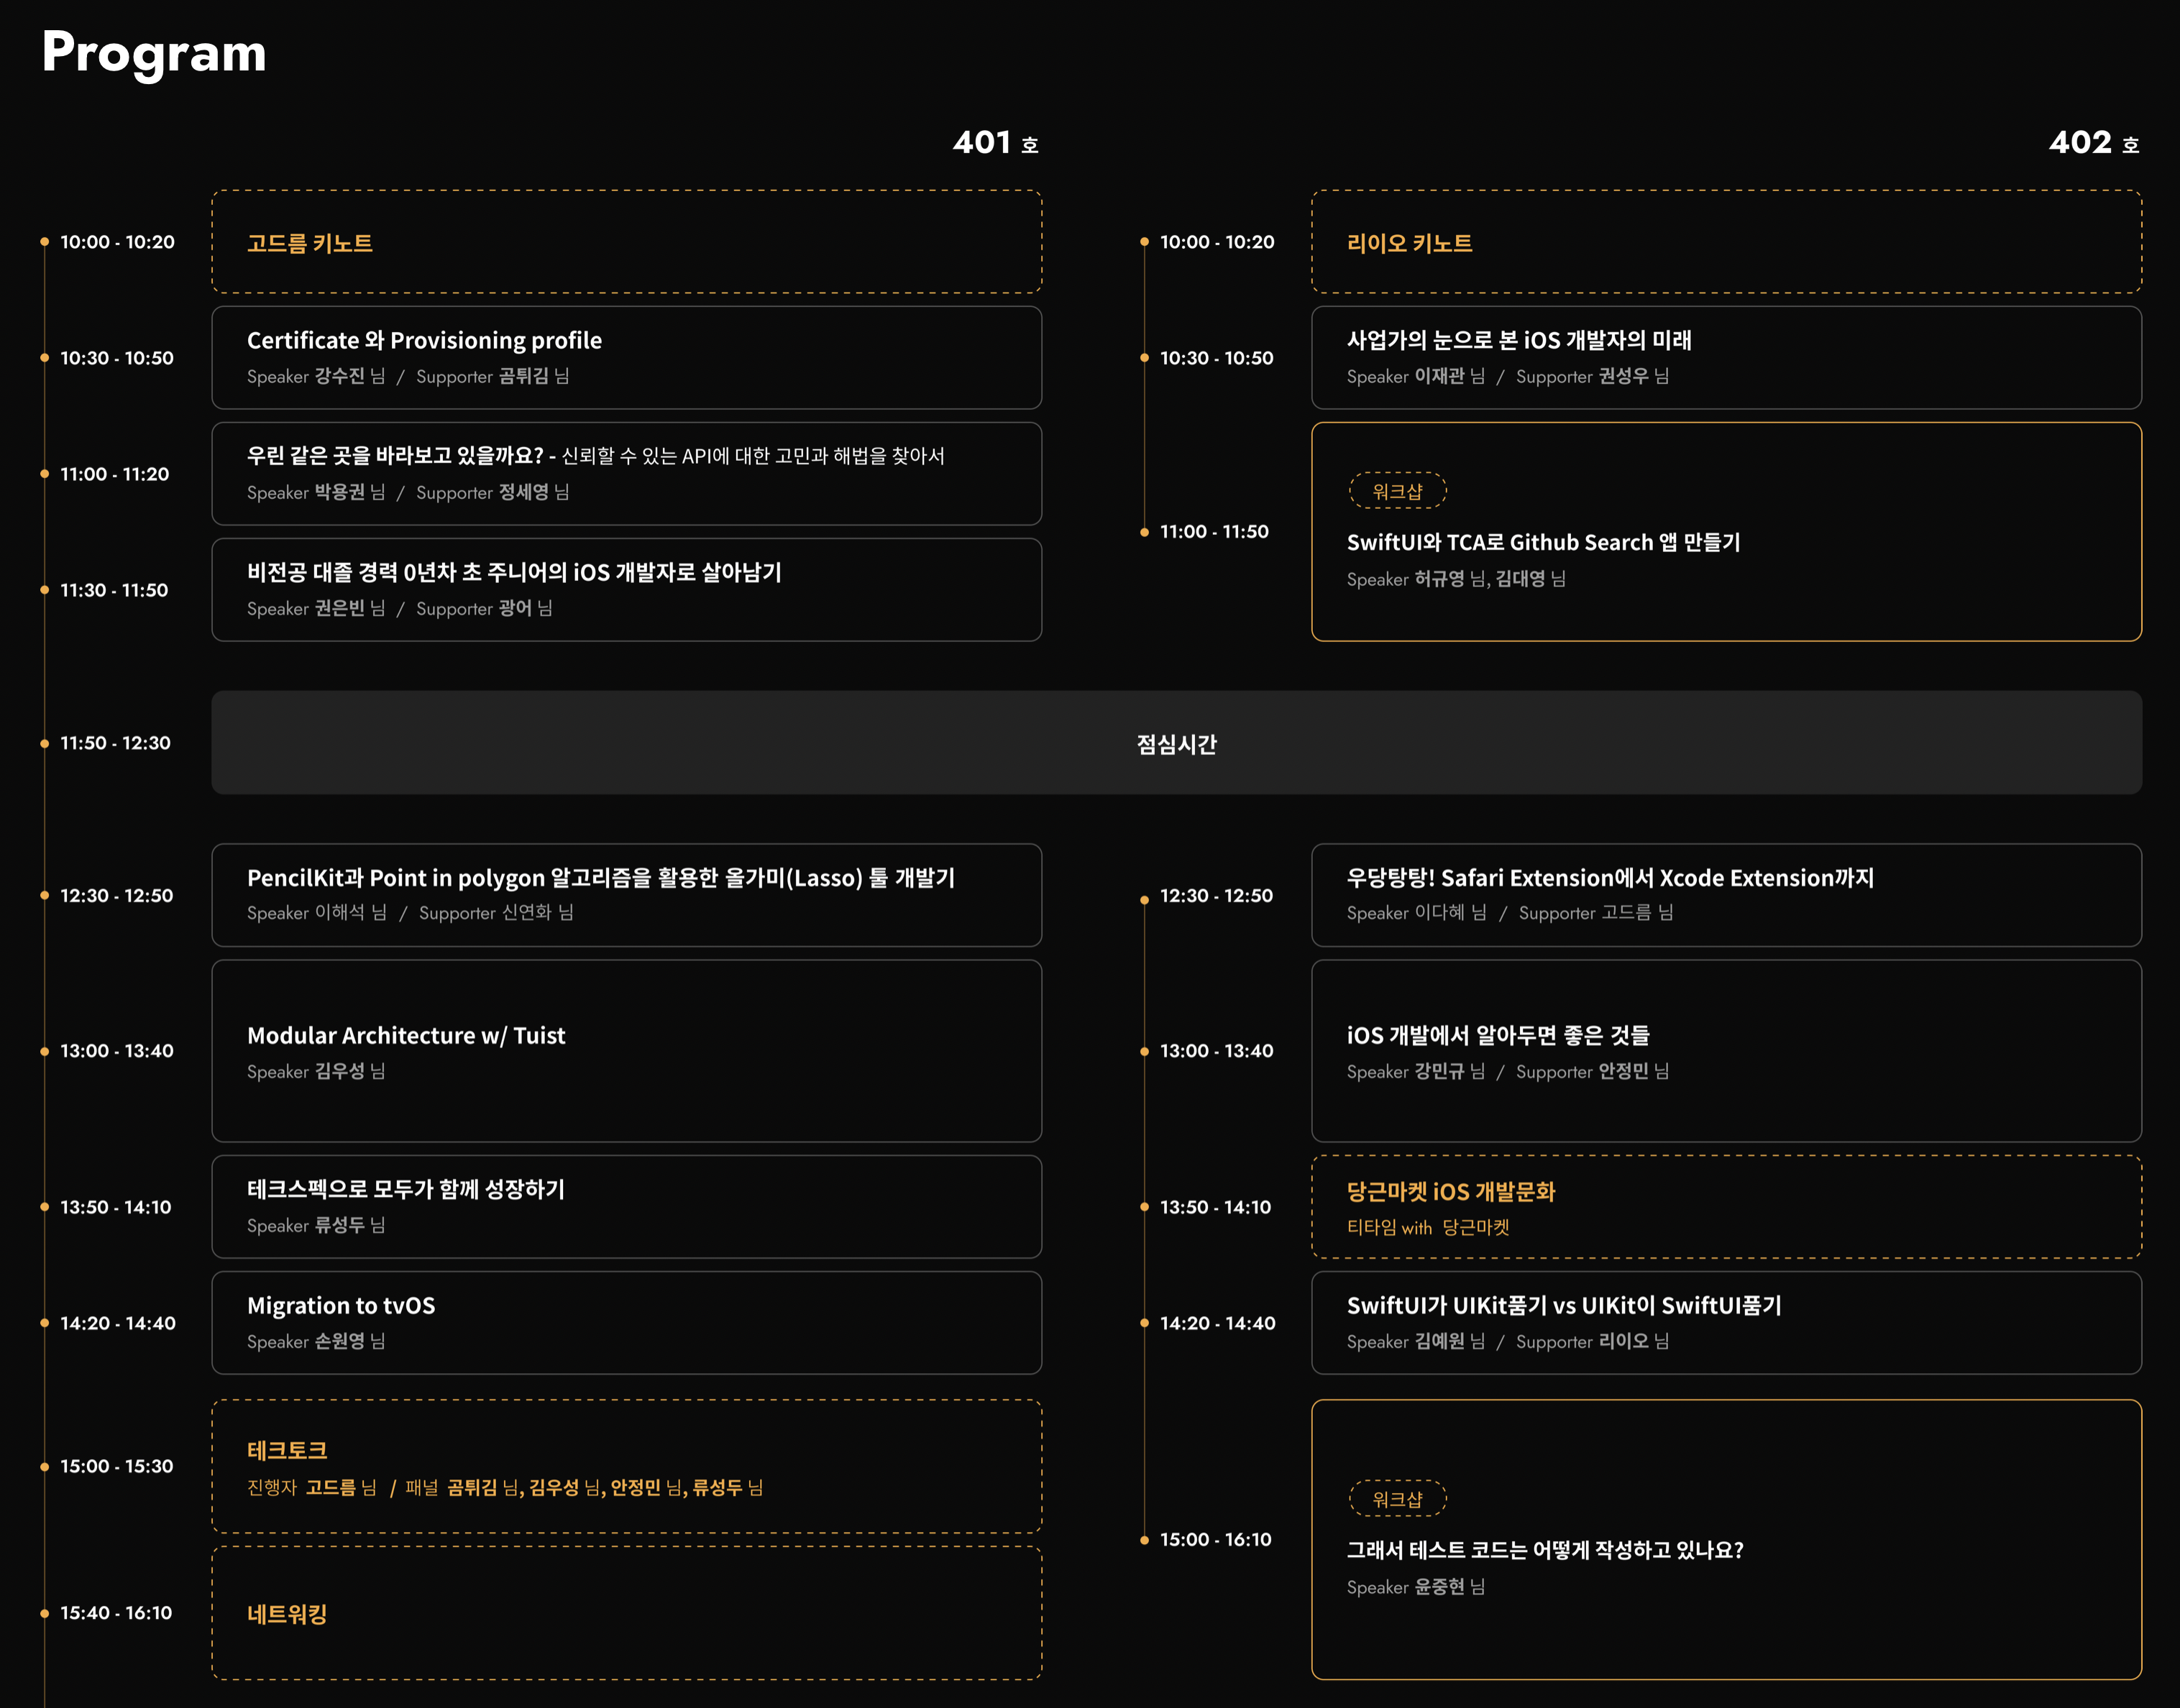 Program
401 호
10:00 - 10:20
고드름 키노트
10:30 - 10:50
Certificate 와 Provisioning profile
Speaker 강수진 님 / Supporter 곰튀김 님
11:00 - 11:20
우린 같은 곳을 바라보고 있을까요? - 신뢰할 수 있는 API에 대한 고민과 해법을 찾아서
Speaker 박용권 님 / Supporter 정세영 님
11:30 - 11:50
비전공 대졸 경력 0년차 초 주니어의 iOS 개발자로 살아남기
Speaker 권은빈 님 / Supporter 광어 님
402 호
10:00 - 10:20
리이오 키노트
10:30 - 10:50
사업가의 눈으로 본 iOS 개발자의 미래
Speaker 이재관 님 / Supporter 권성우 님
11:00 - 11:50
워크샵
SwiftUI와 TCA로 Github Search 앱 만들기
Speaker 허규영 님, 김대영 님
11:50 - 12:30
점심시간
12:30 - 12:50
PencilKit과 Point in polygon 알고리즘을 활용한 올가미(Lasso) 툴 개발기
Speaker 이해석 님 / Supporter 신연화 님
13:00 - 13:40
Modular Architecture w/ Tuist
Speaker 김우성 님
13:50 - 14:10
테크스펙으로 모두가 함께 성장하기
Speaker 류성두 님
14:20 - 14:40
Migration to tvOS
Speaker 손원영 님
15:00 - 15:30
테크토크
진행자 고드름 님 / 패널 곰튀김 님, 김우성 님, 안정민 님, 류성두 님
15:40 - 16:10
네트워킹
12:30 - 12:50
우당탕탕! Safari Extension에서 Xcode Extension까지
Speaker 이다혜 님 / Supporter 고드름 님
13:00 - 13:40
iOS 개발에서 알아두면 좋은 것들
Speaker 강민규 님 / Supporter 안정민 님
13:50 - 14:10
당근마켓 iOS 개발문화
티타임 with 당근마켓
14:20 - 14:40
SwiftUI가 UIKit품기 vs UIKit이 SwiftUI품기
Speaker 김예원 님 / Supporter 리이오 님
15:00 - 16:10
워크샵
그래서 테스트 코드는 어떻게 작성하고 있나요?
Speaker 윤중현 님